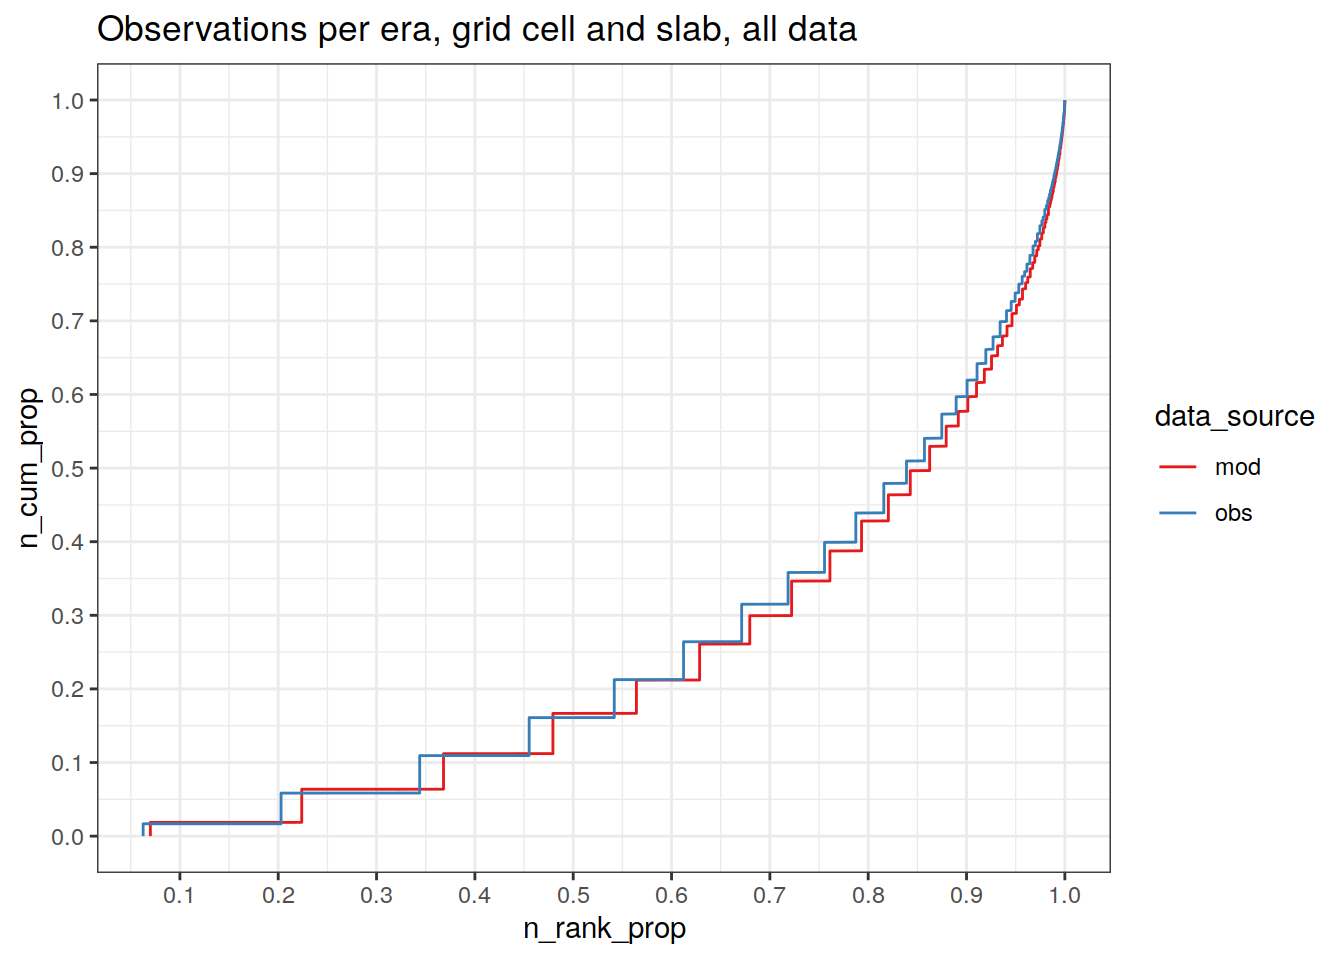 Observations per era, grid cell and slab, all data
n_cum_prop
1.0
0.9
0.8
0.7
0.6
0.5
0.4
0.3
0.2
0.1
0.0
0.1 0.2 0.3 0.4 0.5 0.6 0.7 0.8 0.9 1.0
n_rank_prop
data_source
mod
obs